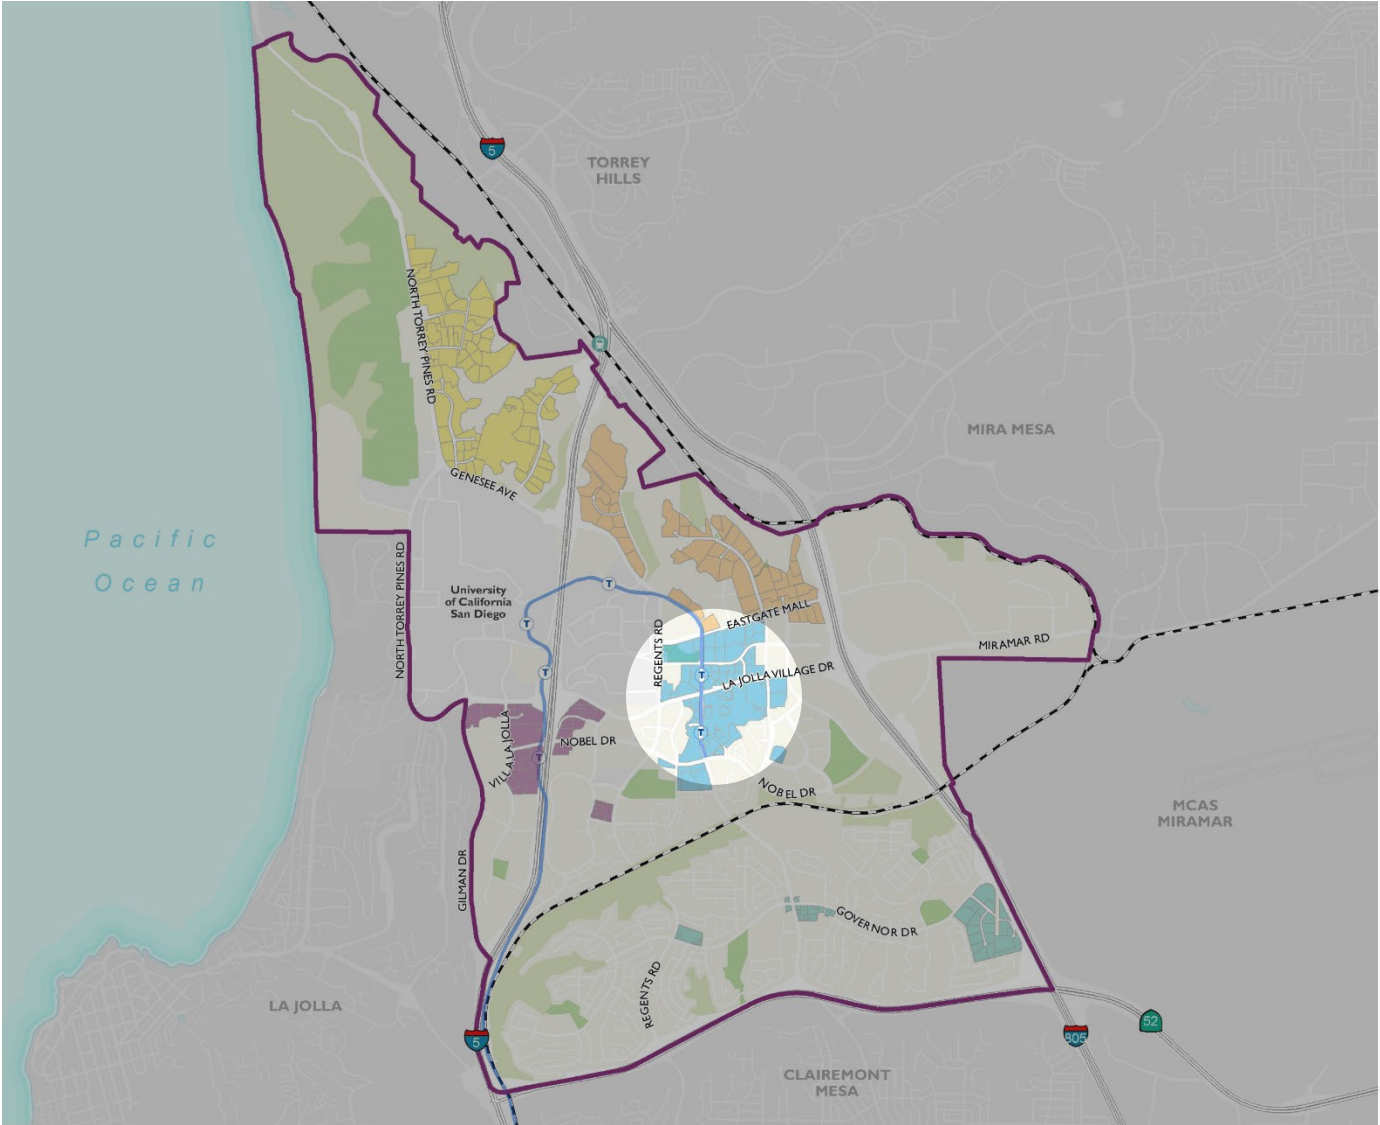 5
TORREY
HILLS
NORTH TORREY PINES RD
MIRA MESA
GENESEE AVE
Pacific
Ocean
NORTH TORREY PINES RD
University
of California
San Diego
T
T
T
REGENTS RD
EASTGATE MALL
MIRAMAR RD
T
LA JOLLA VILLAGE DR
VILLA LA JOLLA
NOBEL DR
T
T
NOBEL DR
MCAS
MIRAMAR
GILMAN DR
GOVERNOR DR
REGENTS RD
LA JOLLA
5
52
805
CLAIREMONT
MESA